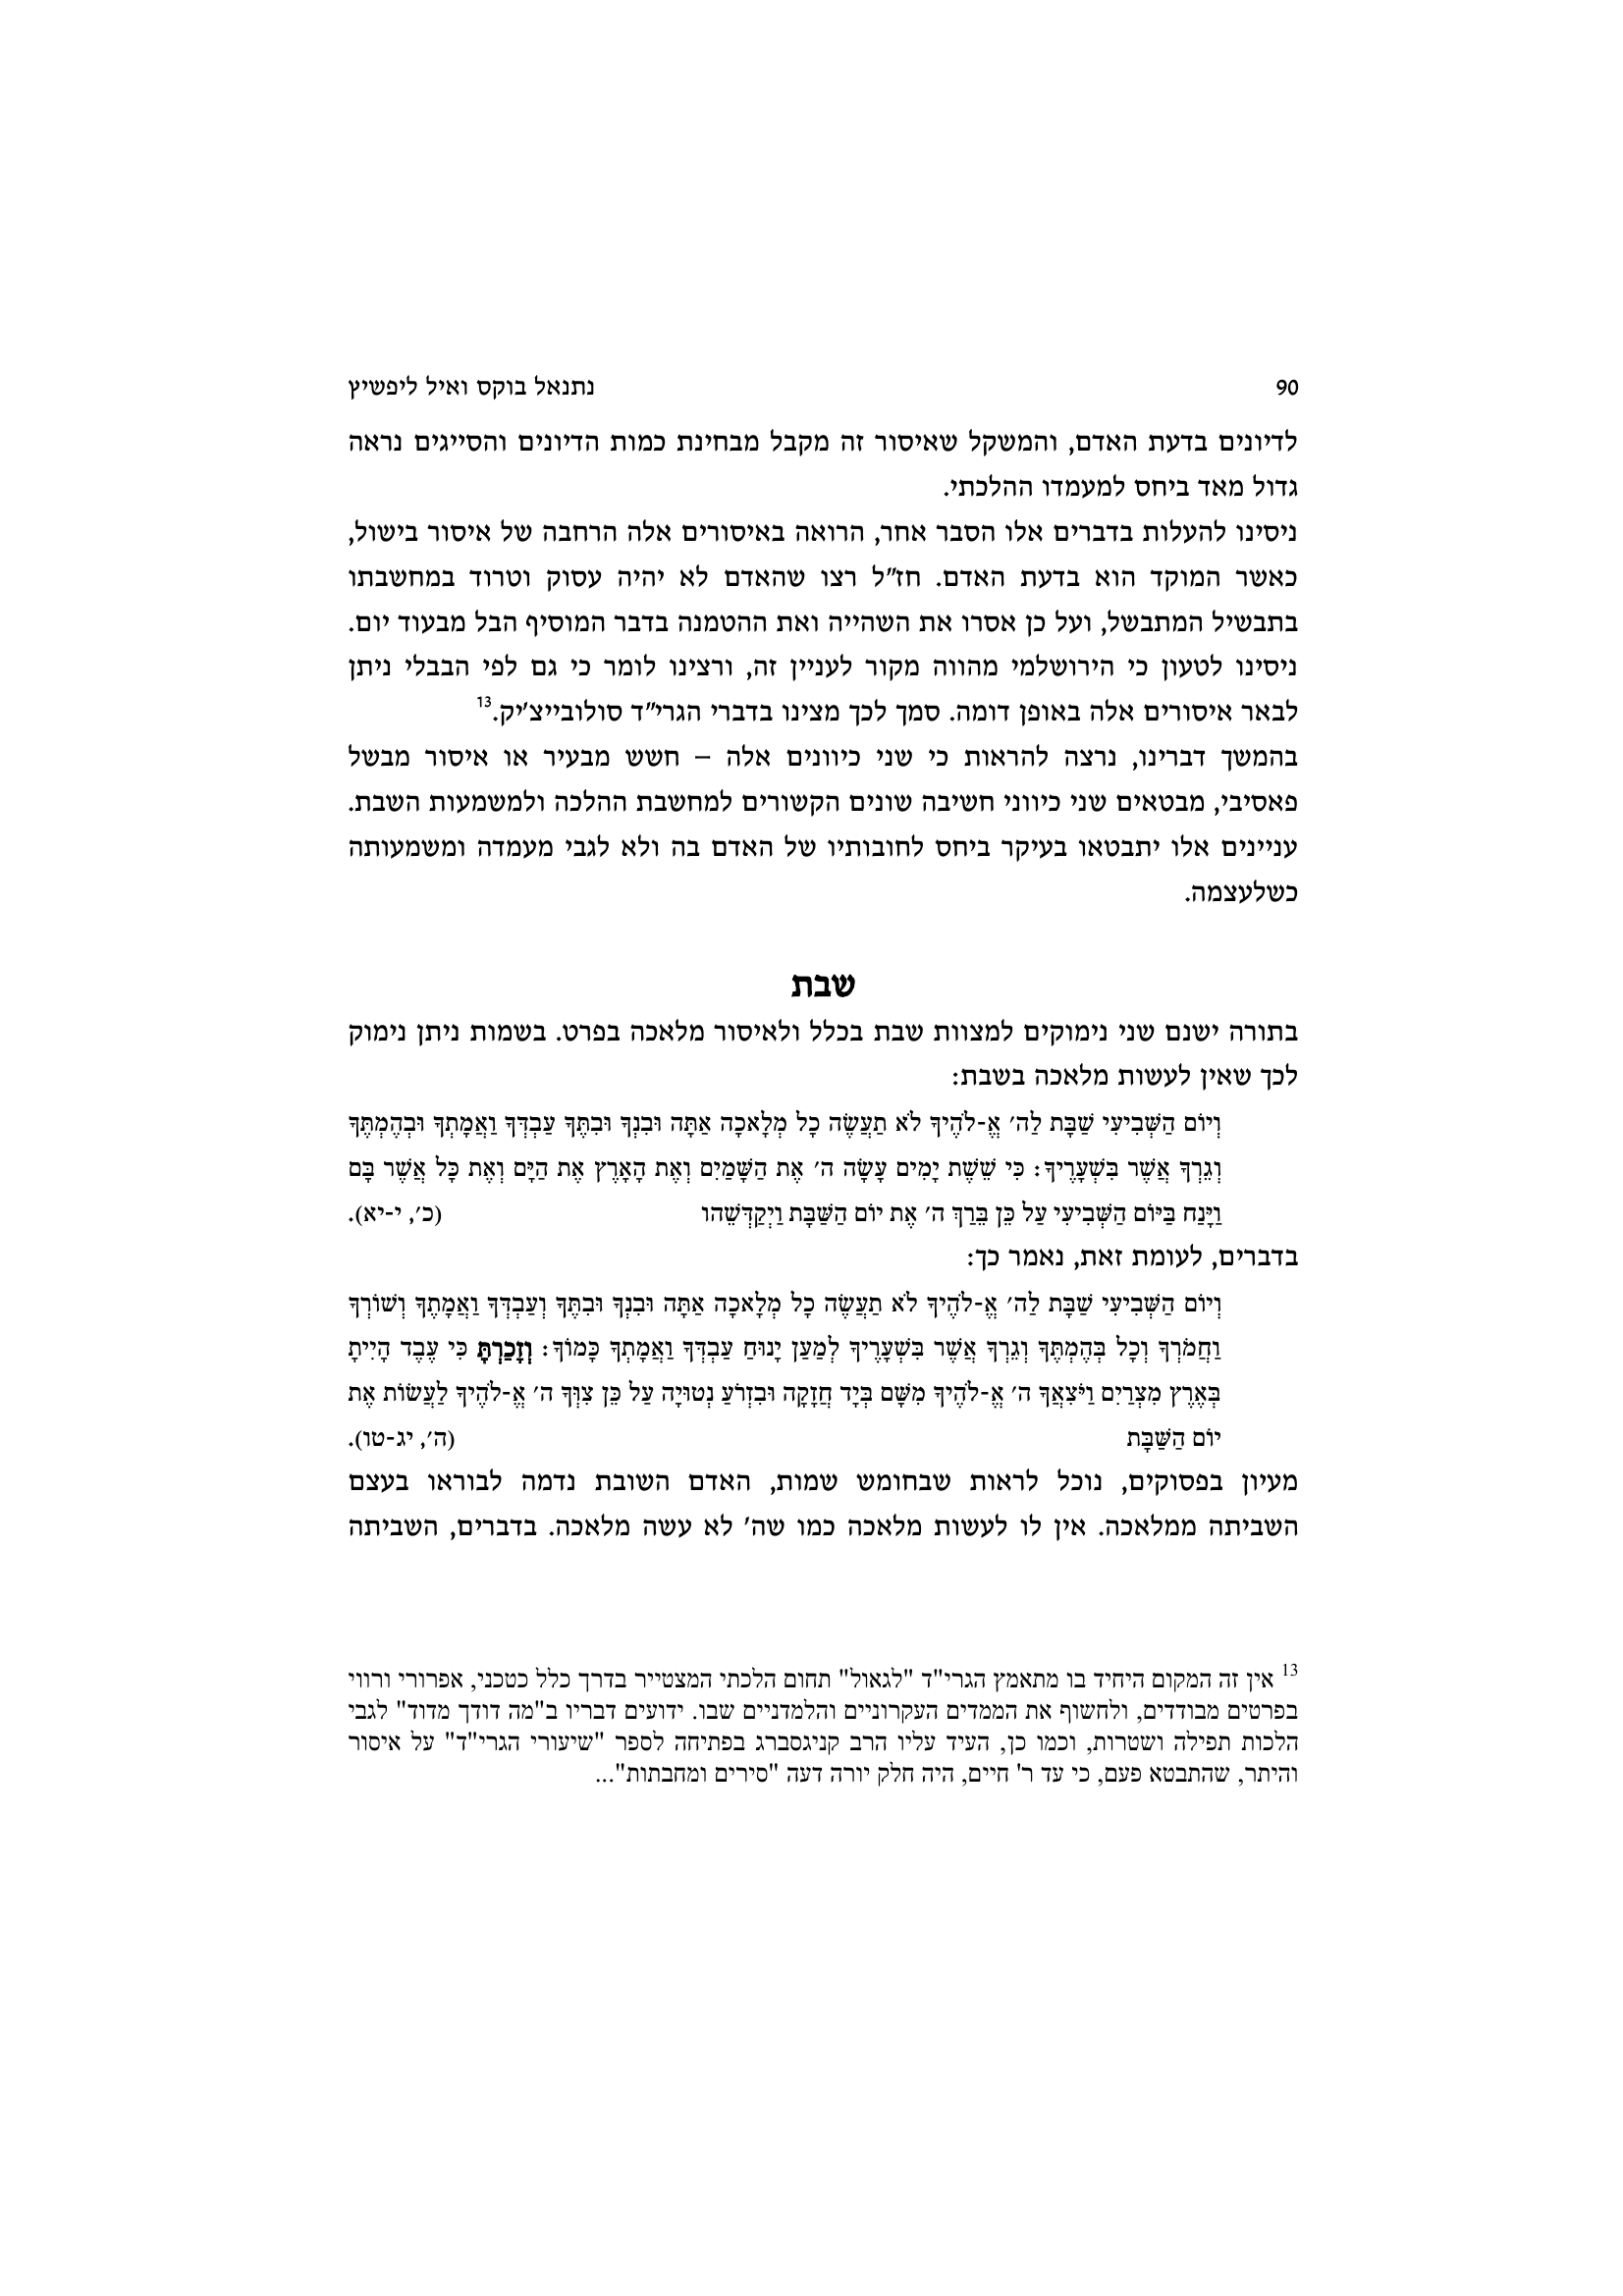 90 נתנאל בוקס ואיל ליפשיץ
לדיונים בדעת האדם, והמשקל שאיסור זה מקבל מבחינת כמות הדיונים והסייגים נראה
גדול מאד ביחס למעמדו ההלכתי.
ניסינו להעלות בדברים אלו הסבר אחר, הרואה באיסורים אלה הרחבה של איסור בישול,
כאשר המוקד הוא בדעת האדם. חז"ל רצו שהאדם לא יהיה עסוק וטרוד במחשבתו
בתבשיל המתבשל, ועל כן אסרו את השהייה ואת ההטמנה בדבר המוסיף הבל מבעוד יום.
ניסינו לטעון כי הירושלמי מהווה מקור לעניין זה, ורצינו לומר כי גם לפי הבבלי ניתן
לבאר איסורים אלה באופן דומה. סמך לכך מצינו בדברי הגרי"ד סולובייצ'יק.13
בהמשך דברינו, נרצה להראות כי שני כיוונים אלה – חשש מבעיר או איסור מבשל
פאסיבי, מבטאים שני כיווני חשיבה שונים הקשורים למחשבת ההלכה ולמשמעות השבת.
עניינים אלו יתבטאו בעיקר ביחס לחובותיו של האדם בה ולא לגבי מעמדה ומשמעותה
כשלעצמה.
שבת
בתורה ישנם שני נימוקים למצוות שבת בכלל ולאיסור מלאכה בפרט. בשמות ניתן נימוק
לכך שאין לעשות מלאכה בשבת:
וְיוֹם הַשְּׁבִיעִי שַׁבָּת לַה' אֱ-לֹהֶיךָ לֹא תַעֲשֶׂה כָל מְלָאכָה אַתָּה וּבִנְךָ וּבִתֶּךָ עַבְדְּךָ וַאֲמָתְךָ וּבְהֶמְתֶּךָ
וְגֵרְךָ אֲשֶׁר בִּשְׁעָרֶיךָ: כִּי שֵׁשֶׁת יָמִים עָשָׂה ה' אֶת הַשָּׁמַיִם וְאֶת הָאָרֶץ אֶת הַיָּם וְאֶת כָּל אֲשֶׁר בָּם
וַיָּנַח בַּיּוֹם הַשְּׁבִיעִי עַל כֵּן בֵּרַךְ ה' אֶת יוֹם הַשַּׁבָּת וַיְקַדְּשֵׁהוּ (כ', י-יא).
בדברים, לעומת זאת, נאמר כך:
וְיוֹם הַשְּׁבִיעִי שַׁבָּת לַה' אֱ-לֹהֶיךָ לֹא תַעֲשֶׂה כָל מְלָאכָה אַתָּה וּבִנְךָ וּבִתֶּךָ וְעַבְדְּךָ וַאֲמָתֶךָ וְשׁוֹרְךָ
וַחֲמֹרְךָ וְכָל בְּהֶמְתֶּךָ וְגֵרְךָ אֲשֶׁר בִּשְׁעָרֶיךָ לְמַעַן יָנוּחַ עַבְדְּךָ וַאֲמָתְךָ כָּמוֹךָ: וְזָכַרְתָּ כִּי עֶבֶד הָיִיתָ
בְּאֶרֶץ מִצְרַיִם וַיֹּצִאֲךָ ה' אֱ-לֹהֶיךָ מִשָּׁם בְּיָד חֲזָקָה וּבִזְרֹעַ נְטוּיָה עַל כֵּן צִוְּךָ ה' אֱ-לֹהֶיךָ לַעֲשׂוֹת אֶת
יוֹם הַשַּׁבָּת (ה', יג-טו).
מעיון בפסוקים, נוכל לראות שבחומש שמות, האדם השובת נדמה לבוראו בעצם
השביתה ממלאכה. אין לו לעשות מלאכה כמו שה' לא עשה מלאכה. בדברים, השביתה
13 אין זה המקום היחיד בו מתאמץ הגרי"ד "לגאול" תחום הלכתי המצטייר בדרך כלל כטכני, אפרורי ורווי
בפרטים מבודדים, ולחשוף את הממדים העקרוניים והלמדניים שבו. ידועים דבריו ב"מה דודך מדוד" לגבי
הלכות תפילה ושטרות, וכמו כן, העיד עליו הרב קניגסברג בפתיחה לספר "שיעורי הגרי"ד" על איסור
והיתר, שהתבטא פעם, כי עד ר' חיים, היה חלק יורה דעה "סירים ומחבתות"...